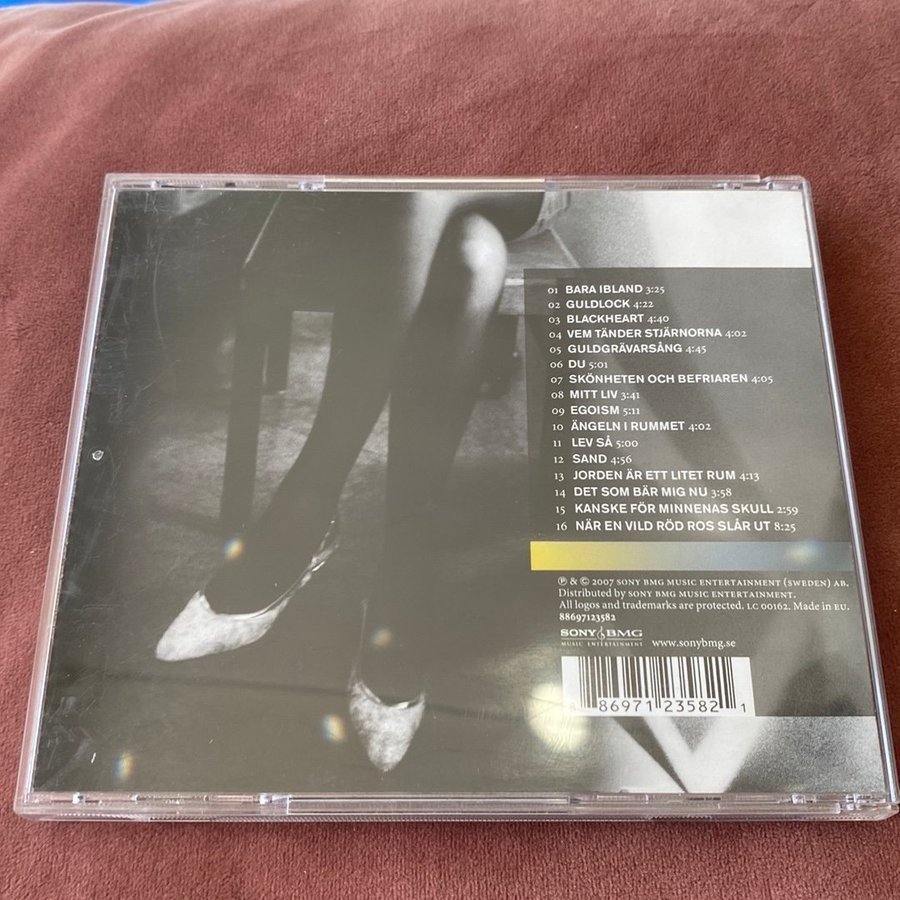 01 BARA IBLAND 3:25
02 GULDLOCK 4:22
03 BLACKHEART 4:40
04 VEM TÄNDER STJÄRNORNA 4:02
05 GULDGRÄVARSÅNG 4:45
06 DU 5:01
07 SKÖNHETEN OCH BEFRIAREN 4:05
08 MITT LIV 3:41
09 EGOISM 5:11
10 ÄNGELN I RUMMET 4:02
11 LEV SÅ 5:00
12 SAND 4:56
13 JORDEN ÄR ETT LITET RUM 4:13
14 DET SOM BÄR MIG NU 3:58
15 KANSKE FÖR MINNENAS SKULL 2:59
16 NÄR EN VILD RÖD ROS SLÅR UT 8:25
℗ & © 2007 SONY BMG MUSIC ENTERTAINMENT (SWEDEN) AB.
Distributed by SONY BMG MUSIC ENTERTAINMENT.
All logos and trademarks are protected. LC 00162. Made in EU.
88697123582
SONY BMG
MUSIC ENTERTAINMENT
www.sonybmg.se
8 86971 23582 1